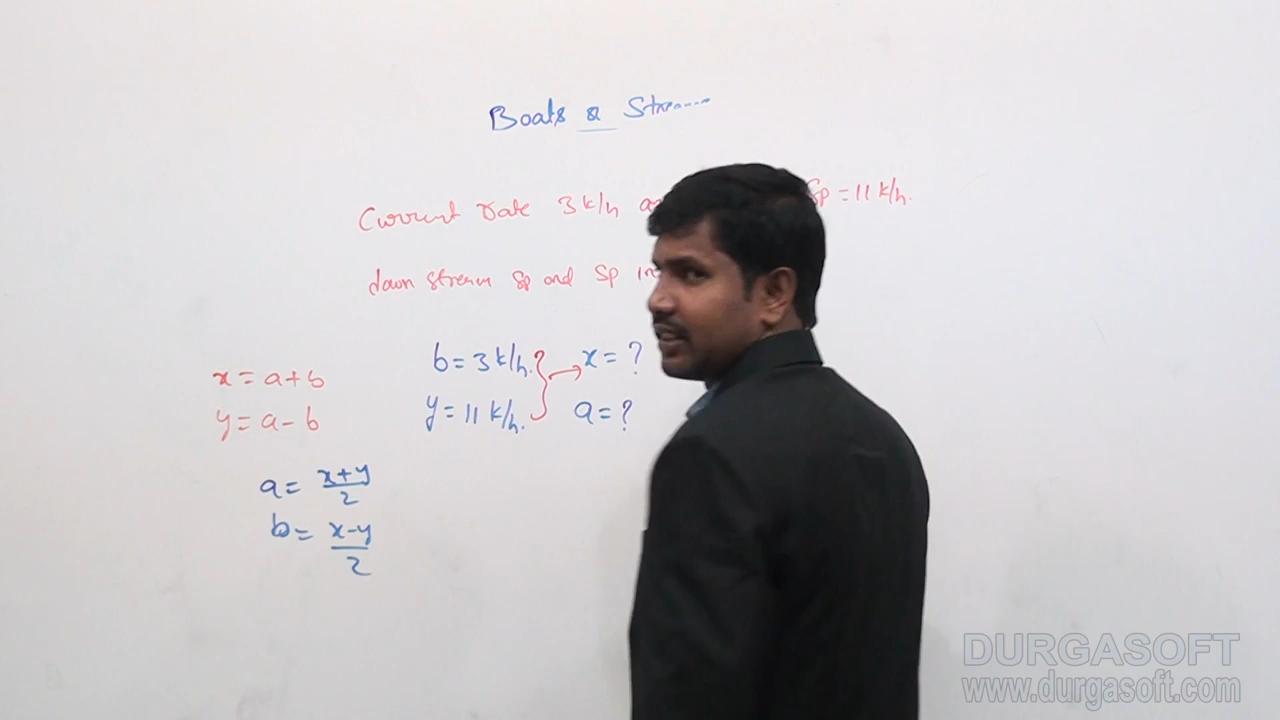 Boats & Stream
Current rate 3 k/h Sp = 11 k/h.
down stream Sp and Sp in
x = a+b
y = a-b
b = 3 k/h.
y = 11 k/h.
x = ?
a = ?
a = x+y/2
b = x-y/2
DURGASOFT
www.durgasoft.com